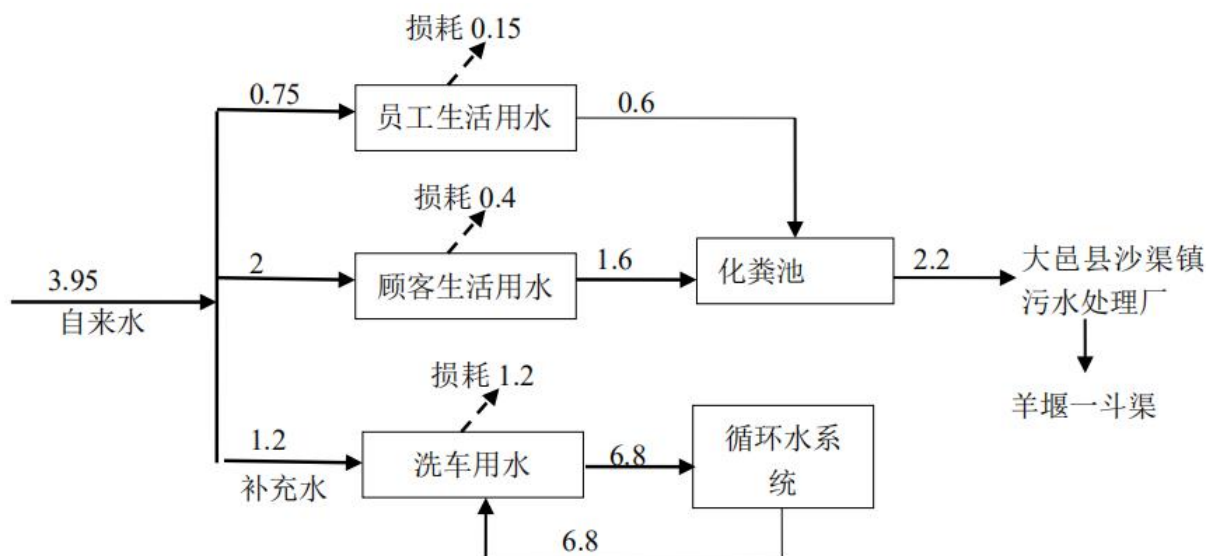 损耗 0.15
0.75
员工生活用水
0.6
损耗 0.4
2
顾客生活用水
1.6
化粪池
2.2
大邑县沙渠镇
污水处理厂
3.95
自来水
羊堰一斗渠
损耗 1.2
1.2
补充水
洗车用水
6.8
循环水系
统
6.8